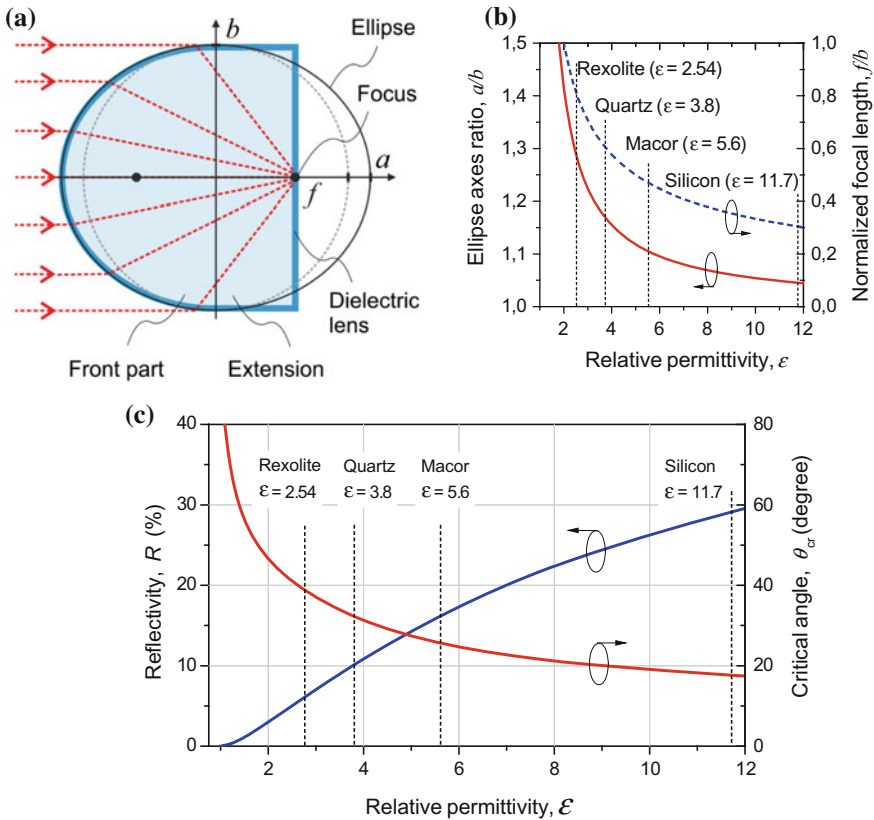 (a)
b
Ellipse
Focus
a
f
Dielectric
lens
Front part
Extension
(b)
Ellipse axes ratio, a/b
1,5
1,4
1,3
1,2
1,1
1,0
Rexolite (ε = 2.54)
Quartz (ε = 3.8)
Macor (ε = 5.6)
Silicon (ε = 11.7)
1,0
0,8
0,6
0,4
0,2
0,0
Normalized focal length, f/b
2 4 6 8 10 12
Relative permittivity, ε
(c)
Reflectivity, R (%)
40
30
20
10
0
Rexolite
ε = 2.54
Quartz
ε = 3.8
Macor
ε = 5.6
Silicon
ε = 11.7
80
60
40
20
0
Critical angle, θcr (degree)
2 4 6 8 10 12
Relative permittivity, ε